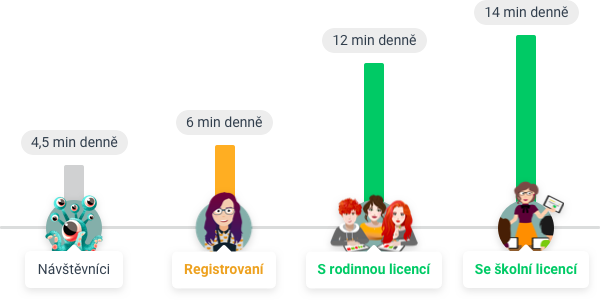 14 min denně
12 min denně
6 min denně
4,5 min denně
Návštěvníci
Registrovaní
S rodinnou licencí
Se školní licencí